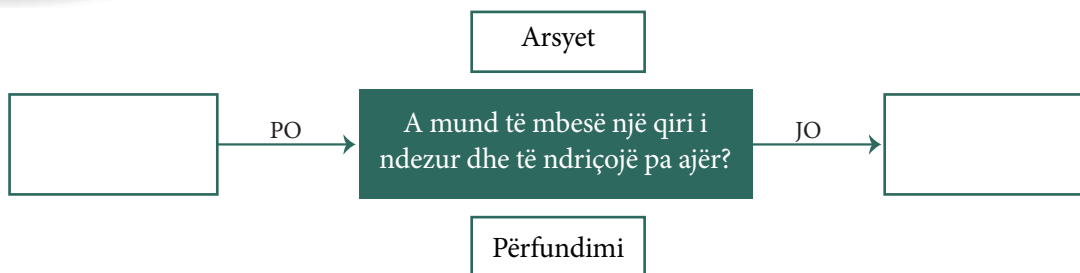 Arsyet
PO
A mund të mbesë një qiri i
ndezur dhe të ndriçojë pa ajër?
JO
Përfundimi